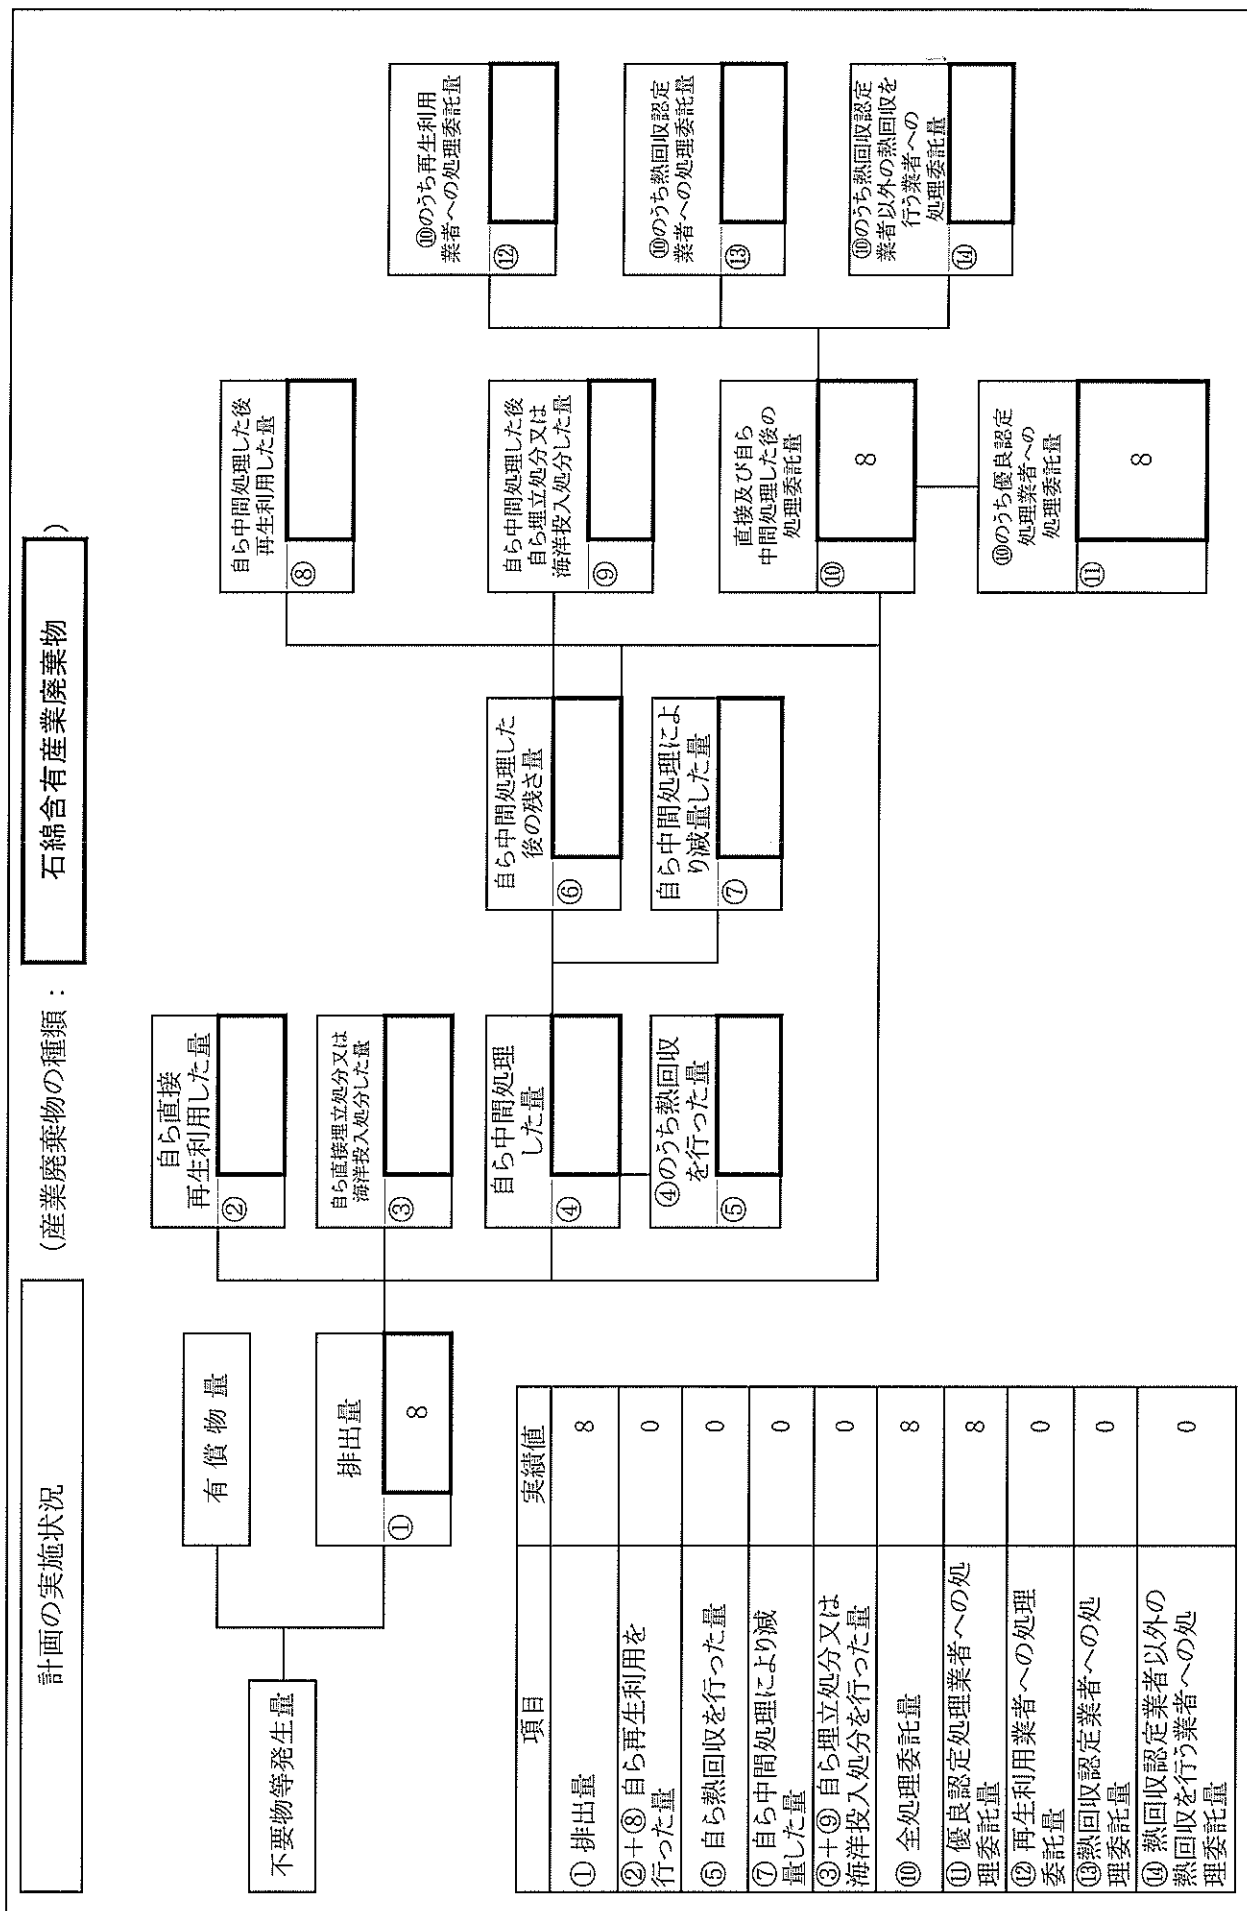 計画の実施状況
（産業廃棄物の種類：
石綿含有産業廃棄物
）
不要物等発生量
有償物量
排出量
①
8
自ら直接
再生利用した量
②
自ら直接埋立処分又は
海洋投入処分した量
③
自ら中間処理
した量
④
④のうち熱回収
を行った量
⑤
自ら中間処理した
後の残さ量
⑥
自ら中間処理によ
り減量した量
⑦
自ら中間処理した後
再生利用した量
⑧
自ら中間処理した後
自ら埋立処分又は
海洋投入処分した量
⑨
直接及び自ら
中間処理した後の
処理委託量
⑩
8
⑩のうち優良認定
処理業者への
処理委託量
⑪
8
⑩のうち再生利用
業者への処理委託量
⑫
⑩のうち熱回収認定
業者への処理委託量
⑬
⑩のうち熱回収認定
業者以外の熱回収を
行う業者への
処理委託量
⑭
項目 実績値
① 排出量 8
②＋⑧ 自ら再生利用を
行った量 0
⑤ 自ら熱回収を行った量 0
⑦ 自ら中間処理により減
量した量 0
③＋⑨ 自ら埋立処分又は
海洋投入処分を行った量 0
⑩ 全処理委託量 8
⑪ 優良認定処理業者への処
理委託量 8
⑫ 再生利用業者への処理
委託量 0
⑬熱回収認定業者への処
理委託量 0
⑭ 熱回収認定業者以外の
熱回収を行う業者への処
理委託量 0